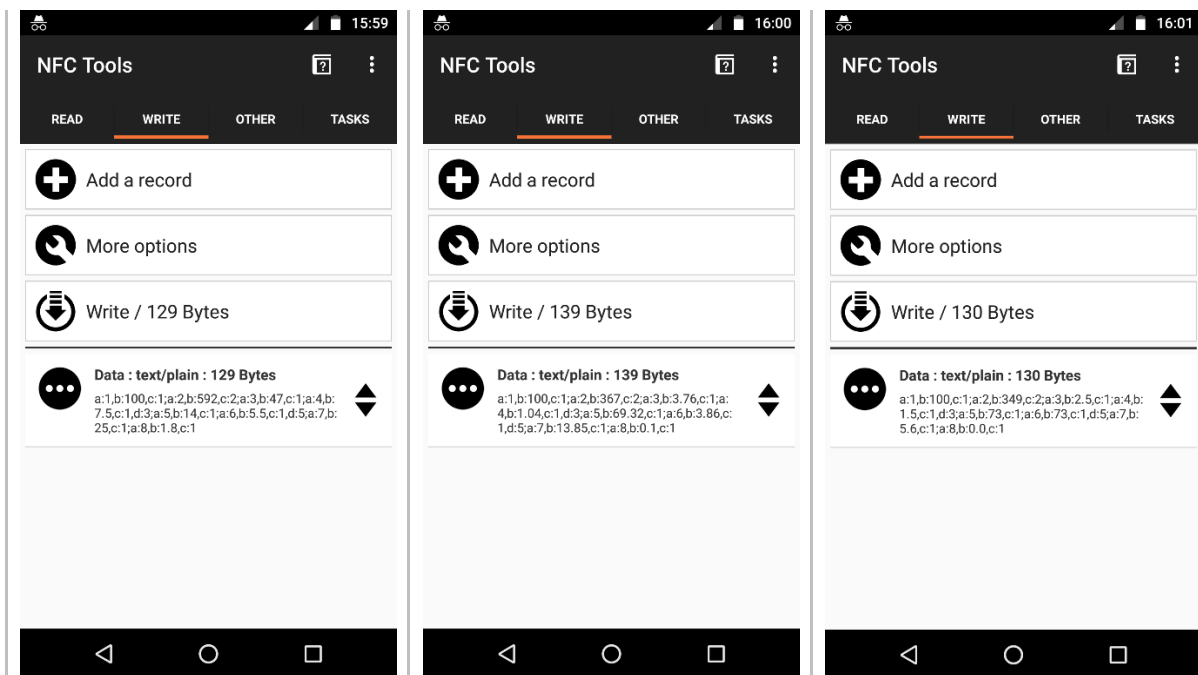 15:59
NFC Tools
READ WRITE OTHER TASKS
Add a record
More options
Write / 129 Bytes
Data : text/plain : 129 Bytes
a:1,b:100,c:1;a:2,b:592,c:2;a:3,b:47,c:1;a:4,b:
7.5,c:1,d:3;a:5,b:14,c:1;a:6,b:5.5,c:1,d:5;a:7,b:
25,c:1;a:8,b:1.8,c:1
16:00
NFC Tools
READ WRITE OTHER TASKS
Add a record
More options
Write / 139 Bytes
Data : text/plain : 139 Bytes
a:1,b:100,c:1;a:2,b:367,c:2;a:3,b:3.76,c:1;a:
4,b:1.04,c:1,d:3;a:5,b:69.32,c:1;a:6,b:3.86,c:
1,d:5;a:7,b:13.85,c:1;a:8,b:0.1,c:1
16:01
NFC Tools
READ WRITE OTHER TASKS
Add a record
More options
Write / 130 Bytes
Data : text/plain : 130 Bytes
a:1,b:100,c:1;a:2,b:349,c:2;a:3,b:2.5,c:1;a:4,b:
1.5,c:1,d:3;a:5,b:73,c:1;a:6,b:73,c:1,d:5;a:7,b:
5.6,c:1;a:8,b:0.0,c:1